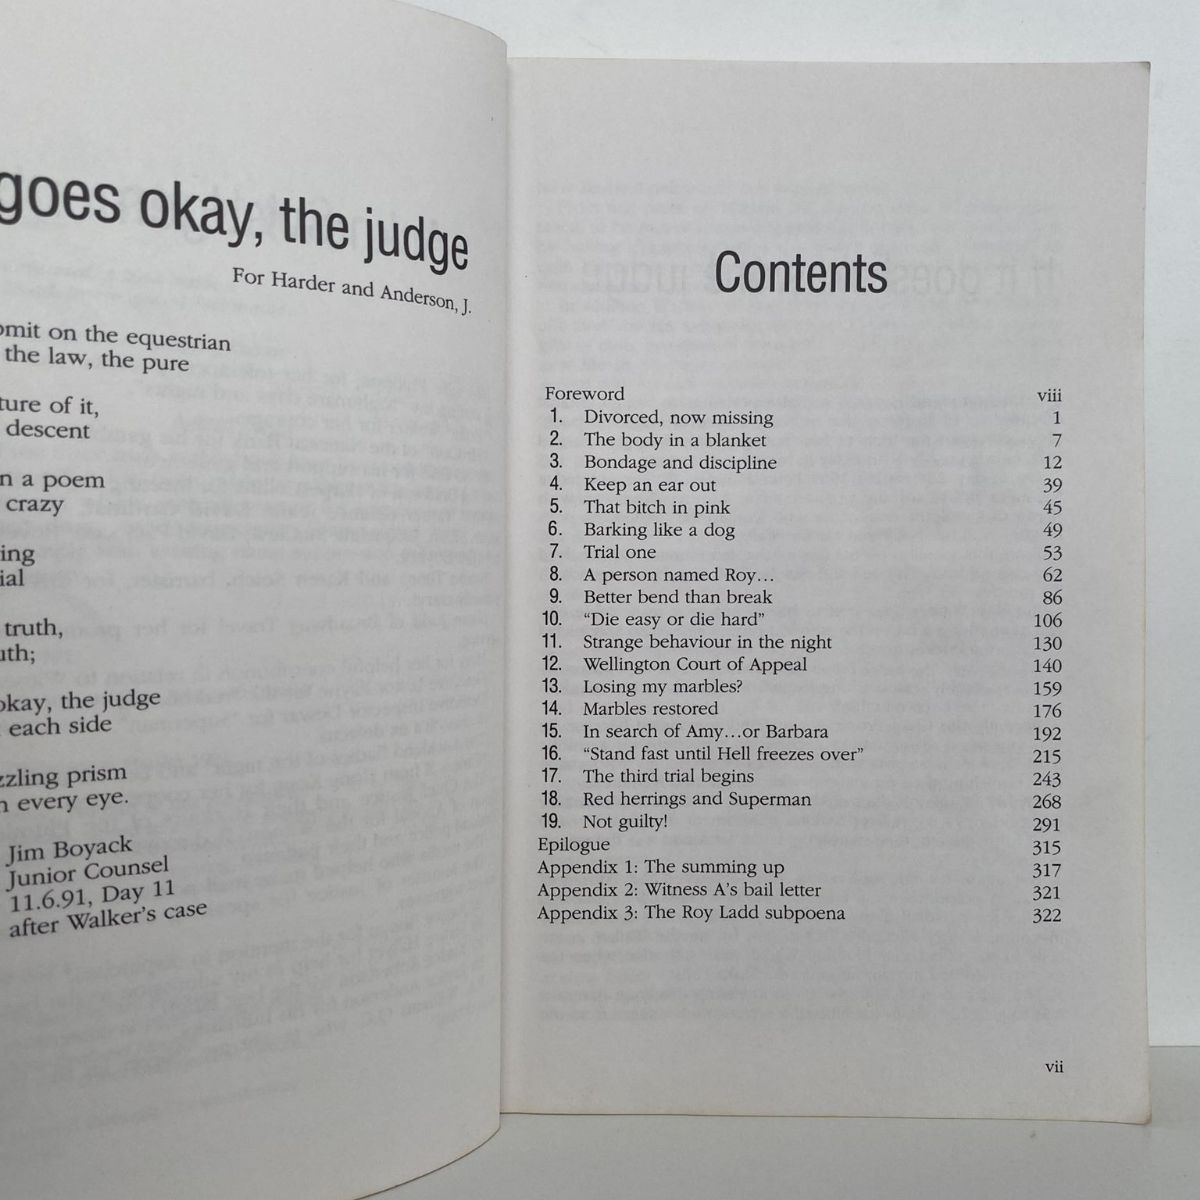 goes okay, the judge
For Harder and Anderson, J.
omit on the equestrian
the law, the pure
ture of it,
descent
n a poem
crazy
ing
ial
truth,
uth;
okay, the judge
each side
zzling prism
n every eye.
Jim Boyack
Junior Counsel
11.6.91, Day 11
after Walker's case
Contents
Foreword viii
1. Divorced, now missing 1
2. The body in a blanket 7
3. Bondage and discipline 12
4. Keep an ear out 39
5. That bitch in pink 45
6. Barking like a dog 49
7. Trial one 53
8. A person named Roy… 62
9. Better bend than break 86
10. “Die easy or die hard” 106
11. Strange behaviour in the night 130
12. Wellington Court of Appeal 140
13. Losing my marbles? 159
14. Marbles restored 176
15. In search of Amy…or Barbara 192
16. “Stand fast until Hell freezes over” 215
17. The third trial begins 243
18. Red herrings and Superman 268
19. Not guilty! 291
Epilogue 315
Appendix 1: The summing up 317
Appendix 2: Witness A's bail letter 321
Appendix 3: The Roy Ladd subpoena 322
vii